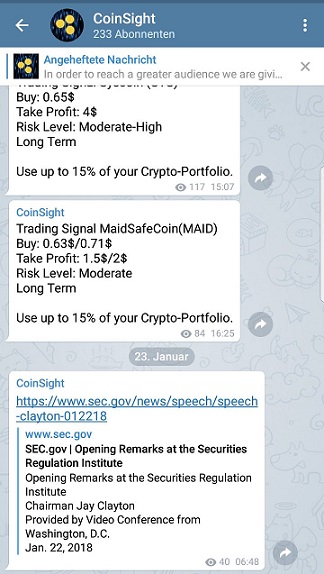 CoinSight
233 Abonnenten
Angeheftete Nachricht
In order to reach a greater audience we are givi...
Buy: 0.65$
Take Profit: 4$
Risk Level: Moderate-High
Long Term
Use up to 15% of your Crypto-Portfolio.
117 15:07
CoinSight
Trading Signal MaidSafeCoin(MAID)
Buy: 0.63$/0.71$
Take Profit: 1.5$/2$
Risk Level: Moderate
Long Term
Use up to 15% of your Crypto-Portfolio.
84 16:25
23. Januar
CoinSight
https://www.sec.gov/news/speech/speech
-clayton-012218
www.sec.gov
SEC.gov | Opening Remarks at the Securities
Regulation Institute
Opening Remarks at the Securities Regulation
Institute
Chairman Jay Clayton
Provided by Video Conference from
Washington, D.C.
Jan. 22, 2018
40 06:48